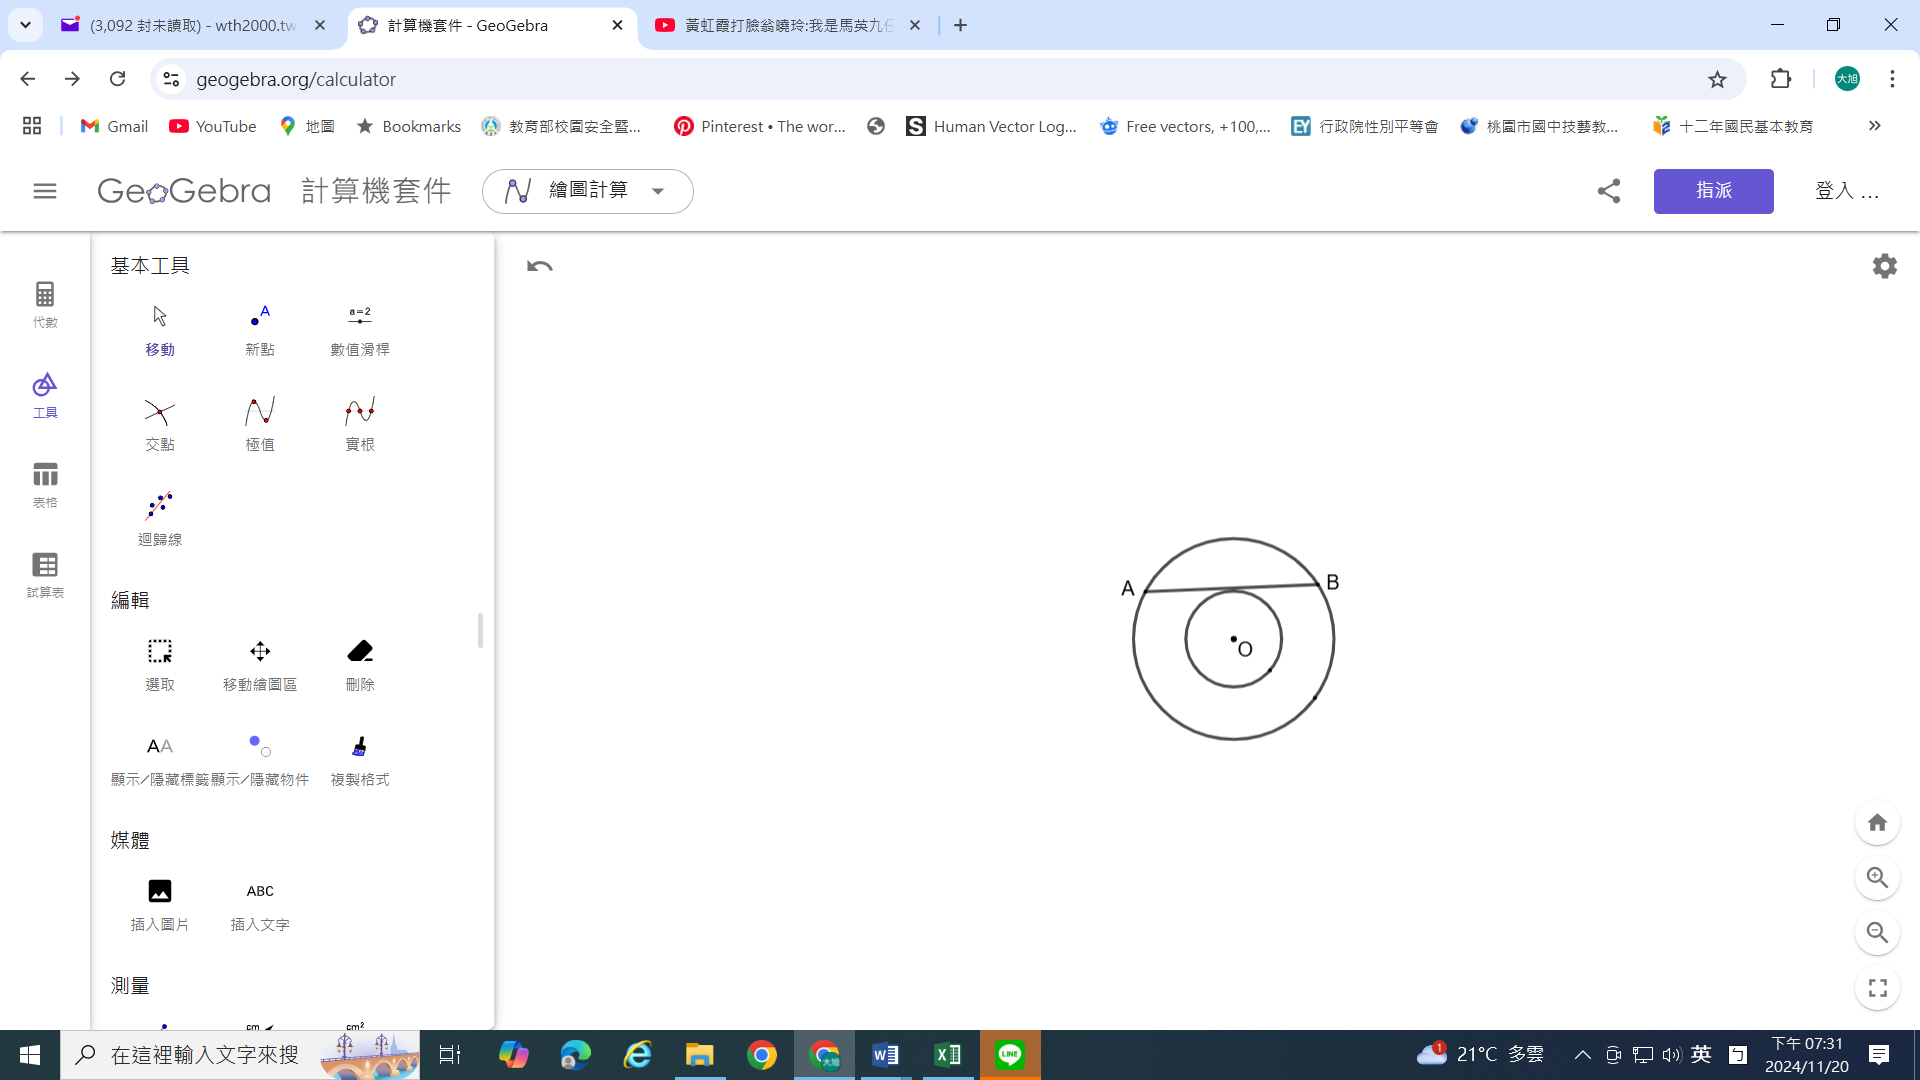 (3,092 封未讀取) - wth2000.tw
計算機套件 - GeoGebra
黃虹霞打臉翁曉玲:我是馬英九任
geogebra.org/calculator
大旭
Gmail
YouTube
地圖
Bookmarks
教育部校園安全暨...
Pinterest • The wor...
Human Vector Log...
Free vectors, +100,...
行政院性別平等會
桃園市國中技藝教...
十二年國民基本教育
GeoGebra 計算機套件
繪圖計算
指派
登入 ...
代數
工具
表格
試算表
基本工具
移動
A
新點
a=2
數值滑桿
交點
極值
實根
迴歸線
編輯
選取
移動繪圖區
刪除
AA
顯示/隱藏標籤
顯示/隱藏物件
複製格式
媒體
插入圖片
ABC
插入文字
測量
cm
cm²
A
B
O
在這裡輸入文字來搜
LINE
1
21°C 多雲
英
下午 07:31
2024/11/20